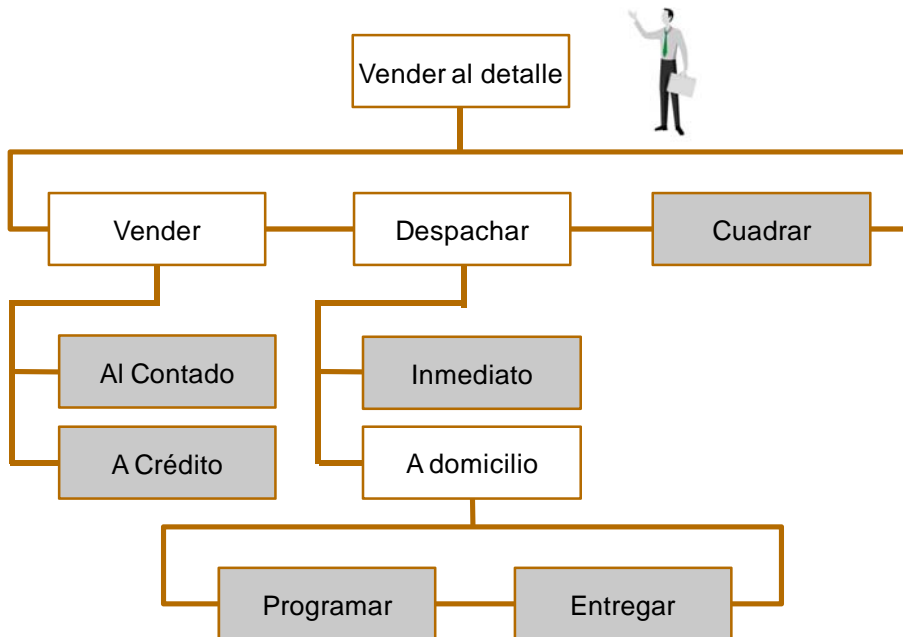 Vender al detalle
Vender
Despachar
Cuadrar
Al Contado
Inmediato
A Crédito
A domicilio
Programar
Entregar